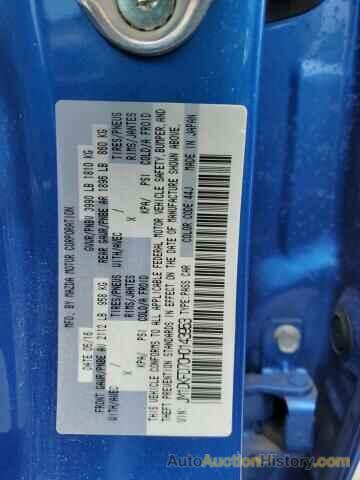 MFD. BY MAZDA MOTOR CORPORATION
DATE: 05/16 GVWR/PNBV 3990 LB 1810 KG
FRONT GAWR/PNBE AV 2112 LB 958 KG REAR GAWR/PNBE AR 1896 LB 860 KG
WITH/AVEC TIRES/PNEUS WITH/AVEC TIRES/PNEUS
/ X RIMS/JANTES / X RIMS/JANTES
KPA/ PSI COLD/A FROID KPA/ PSI COLD/A FROID
THIS VEHICLE CONFORMS TO ALL APPLICABLE FEDERAL MOTOR VEHICLE SAFETY, BUMPER, AND
THEFT PREVENTION STANDARDS IN EFFECT ON THE DATE OF MANUFACTURE SHOWN ABOVE.
TYPE: PASS CAR COLOR CODE: 44J MADE IN JAPAN
VIN: